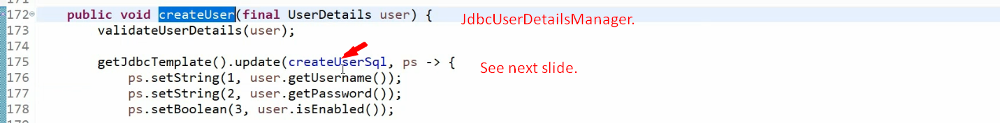 171
172 public void createUser(final UserDetails user) { JdbcUserDetailsManager.
173 validateUserDetails(user);
174
175 getJdbcTemplate().update(createUserSql, ps -> { See next slide.
176 ps.setString(1, user.getUsername());
177 ps.setString(2, user.getPassword());
178 ps.setBoolean(3, user.isEnabled());